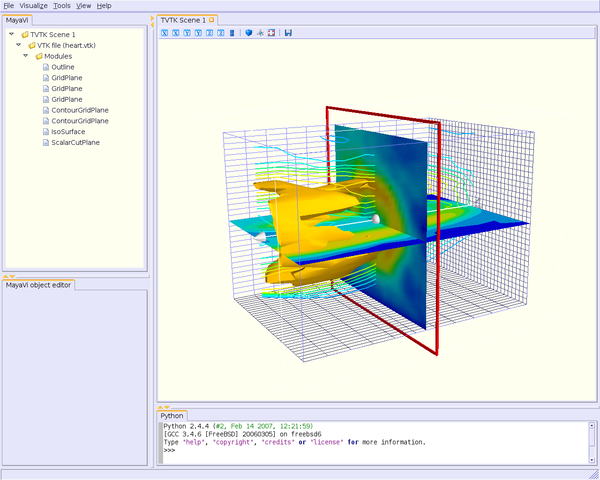 File Visualize Tools View Help
MayaVi
TVTK Scene 1
VTK file (heart.vtk)
Modules
Outline
GridPlane
GridPlane
GridPlane
ContourGridPlane
ContourGridPlane
IsoSurface
ScalarCutPlane
MayaVi object editor
TVTK Scene 1
Python
Python 2.4.4 (#2, Feb 14 2007, 12:21:59)
[GCC 3.4.6 [FreeBSD] 20060305] on freebsd6
Type "help", "copyright", "credits" or "license" for more information.
>>>